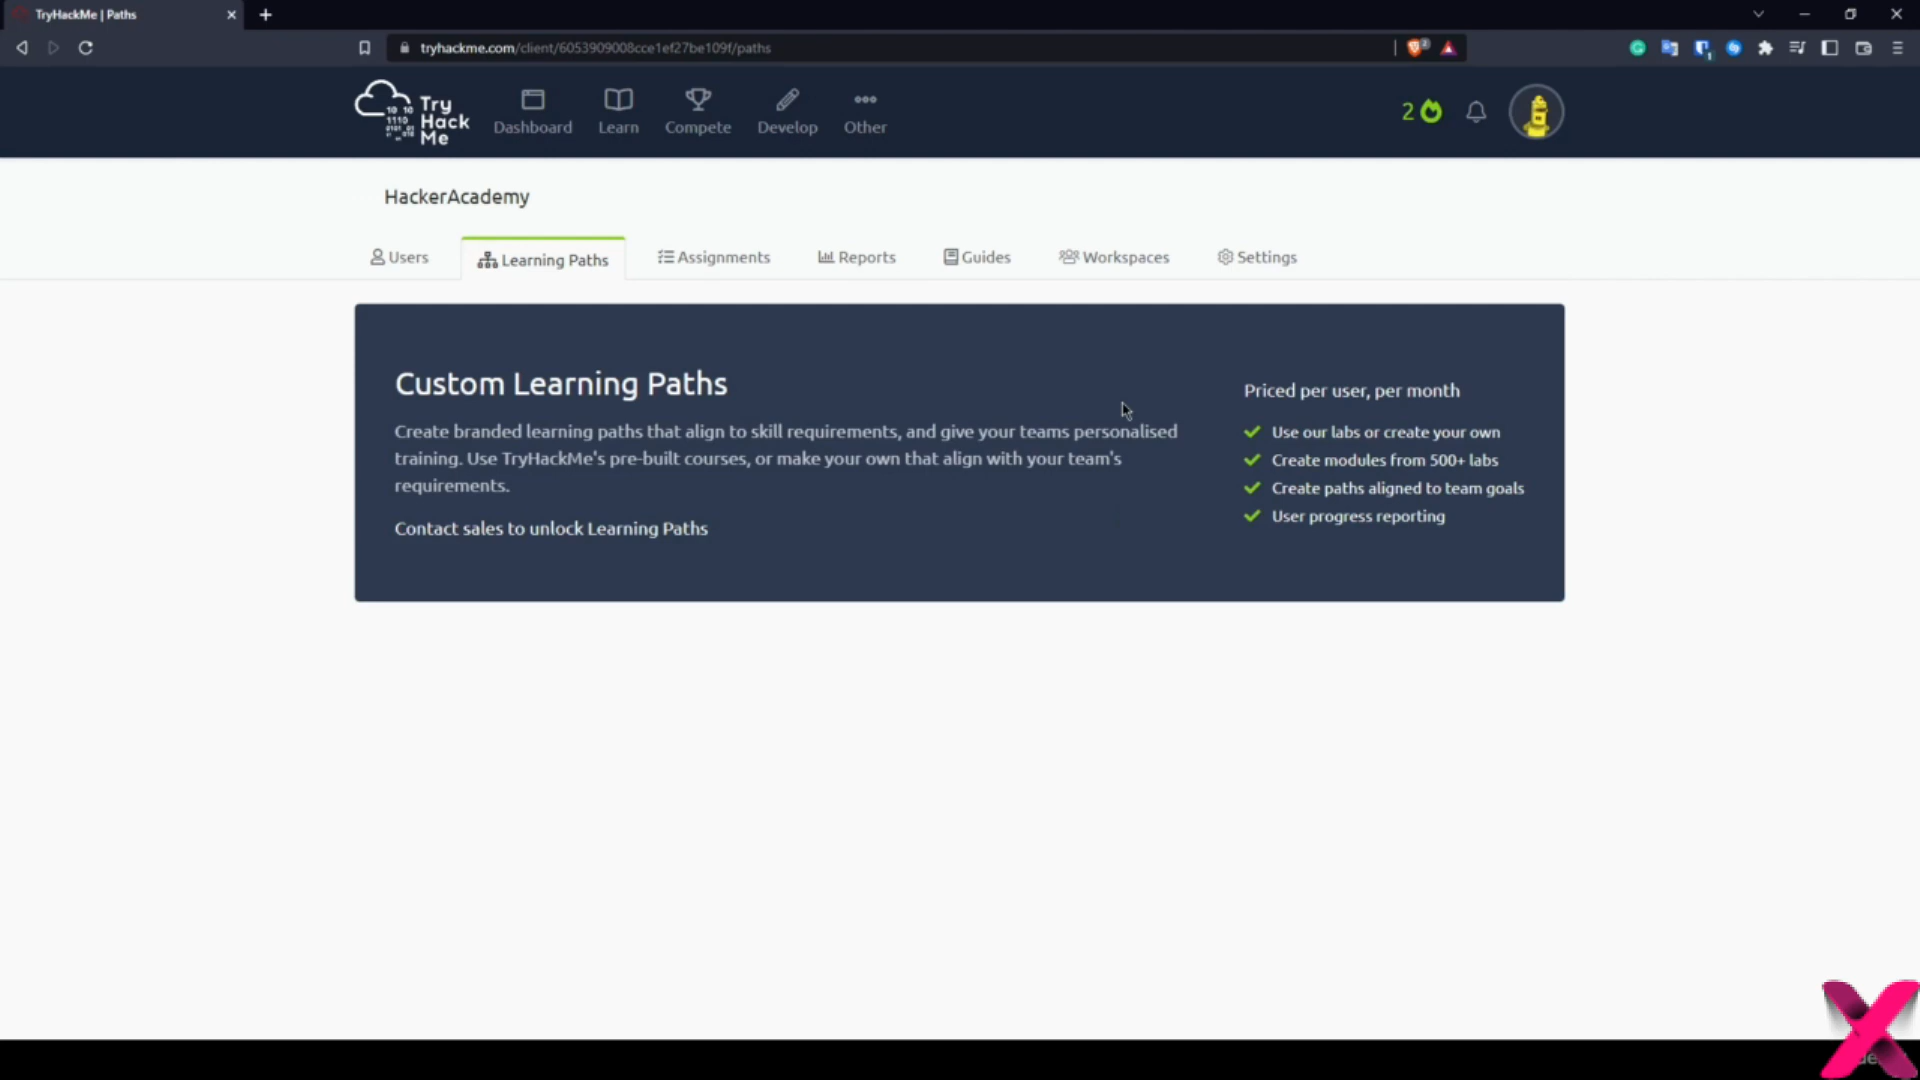 TryHackMe | Paths
tryhackme.com/client/6053909008cce1ef27be109f/paths
Try
Hack
Me
Dashboard
Learn
Compete
Develop
Other
2
HackerAcademy
Users
Learning Paths
Assignments
Reports
Guides
Workspaces
Settings
Custom Learning Paths
Create branded learning paths that align to skill requirements, and give your teams personalised
training. Use TryHackMe's pre-built courses, or make your own that align with your team's
requirements.
Contact sales to unlock Learning Paths
Priced per user, per month
Use our labs or create your own
Create modules from 500+ labs
Create paths aligned to team goals
User progress reporting